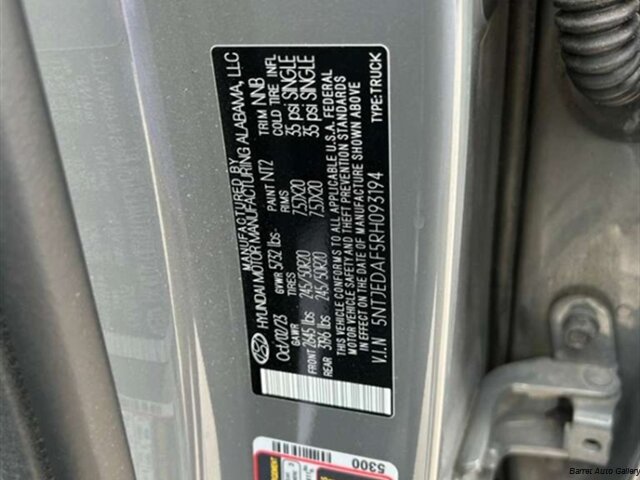 MANUFACTURED BY
HYUNDAI MOTOR MANUFACTURING ALABAMA, LLC
Oct/02/23 GVWR 5732 lbs. PAINT NT2 TRIM NNB
GAWR TIRES RIMS COLD TIRE INFL
FRONT 2645 lbs 245/50R20 7.5JX20 35 psi SINGLE
REAR 3196 lbs 245/50R20 7.5JX20 35 psi SINGLE
THIS VEHICLE CONFORMS TO ALL APPLICABLE U.S.A. FEDERAL
MOTOR VEHICLE SAFETY AND THEFT PREVENTION STANDARDS
IN EFFECT ON THE DATE OF MANUFACTURE SHOWN ABOVE
V.I.N 5NTJEDAF5RH093194 TYPE:TRUCK
5300
Barret Auto Gallery